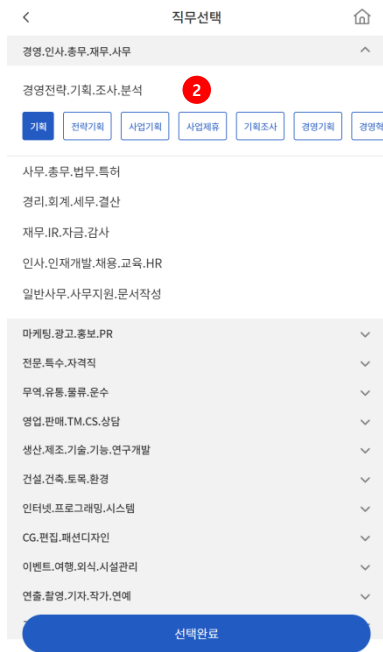 직무선택
경영.인사.총무.재무.사무
경영전략.기획.조사.분석 2
기획 전략기획 사업기획 사업제휴 기획조사 경영기획
사무.총무.법무.특허
경리.회계.세무.결산
재무.IR.자금.감사
인사.인재개발.채용.교육.HR
일반사무.사무지원.문서작성
마케팅.광고.홍보.PR
전문.특수.자격직
무역.유통.물류.운수
영업.판매.TM.CS.상담
생산.제조.기술.기능.연구개발
건설.건축.토목.환경
인터넷.프로그래밍.시스템
CG.편집.패션디자인
이벤트.여행.외식.시설관리
연출.촬영.기자.작가.연예
선택완료